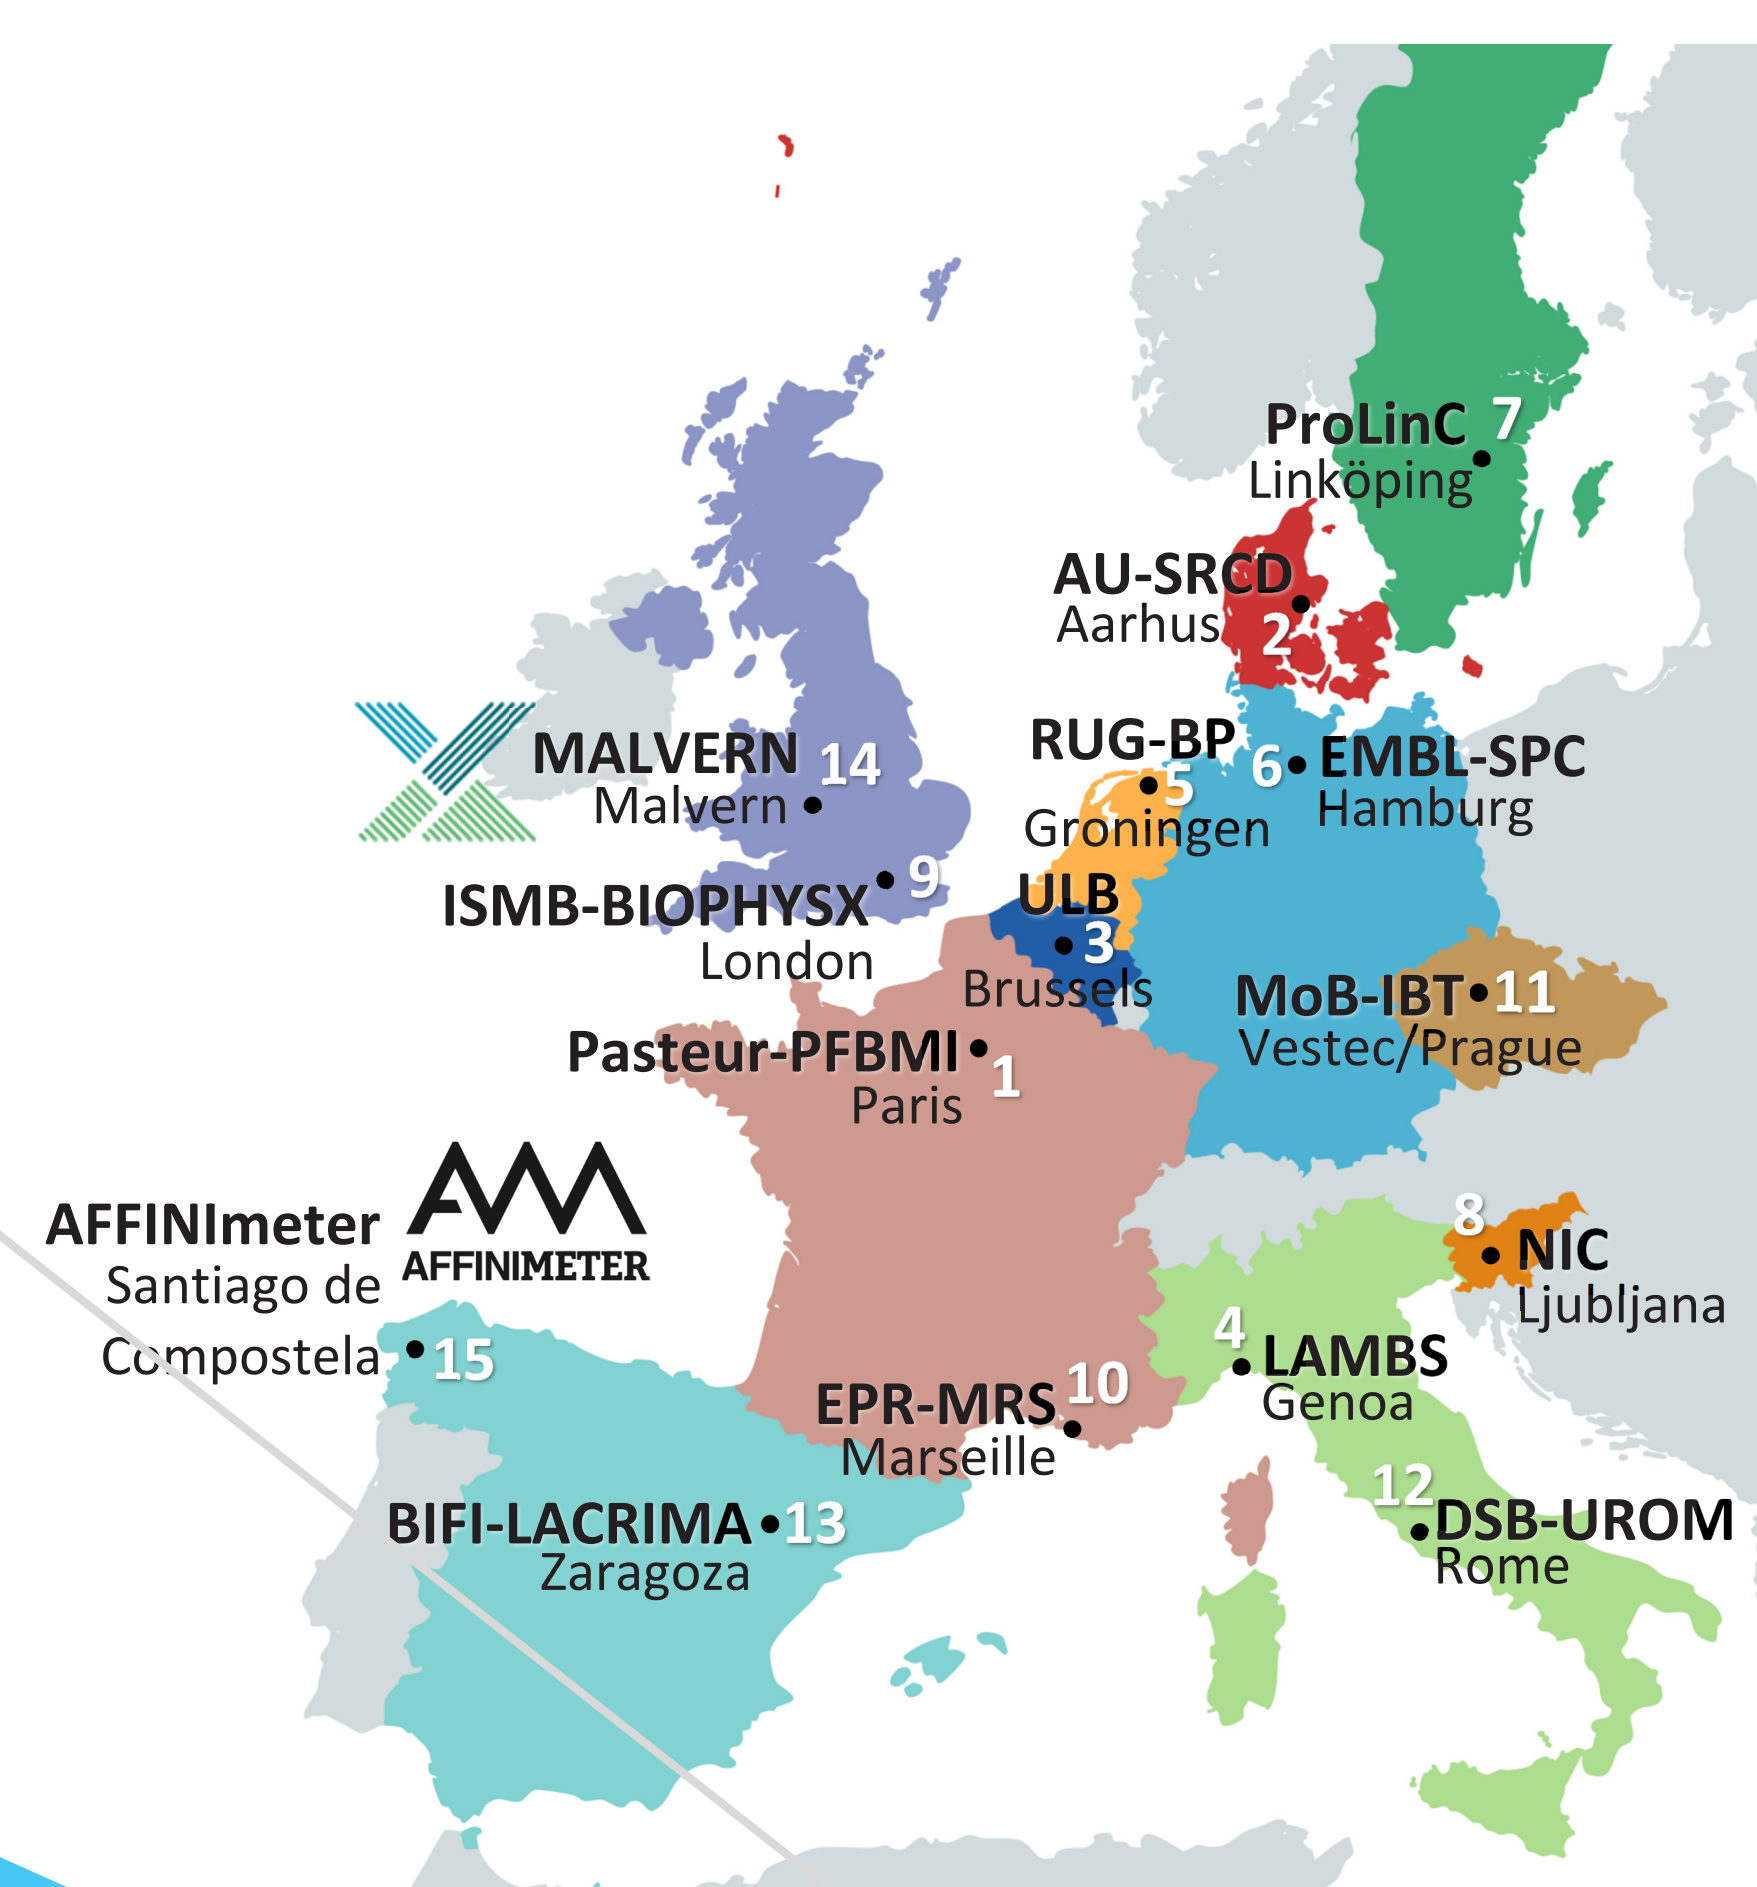 ProLinC 7
Linköping
AU-SRCD
Aarhus 2
RUG-BP 5
Groningen
6 EMBL-SPC
Hamburg
MALVERN 14
Malvern
ISMB-BIOPHYSX 9
London
ULB
3
Brussels
MoB-IBT 11
Vestec/Prague
Pasteur-PFBMI 1
Paris
AFFINImeter
Santiago de
Compostela 15
AFFINIMETER
8 NIC
Ljubljana
4 LAMBS
Genoa
EPR-MRS 10
Marseille
12 DSB-UROM
Rome
BIFI-LACRIMA 13
Zaragoza